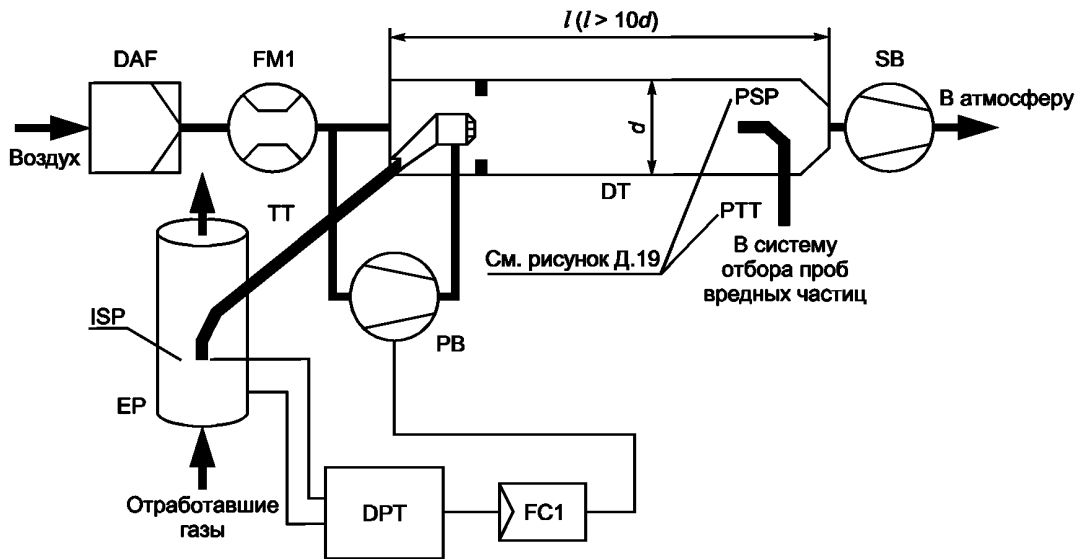 l (l > 10d)
DAF
FM1
SB
Воздух
d
PSP
В атмосферу
DT
TT
PTT
См. рисунок Д.19
В систему
отбора проб
вредных частиц
ISP
PB
EP
Отработавшие
газы
DPT
FC1